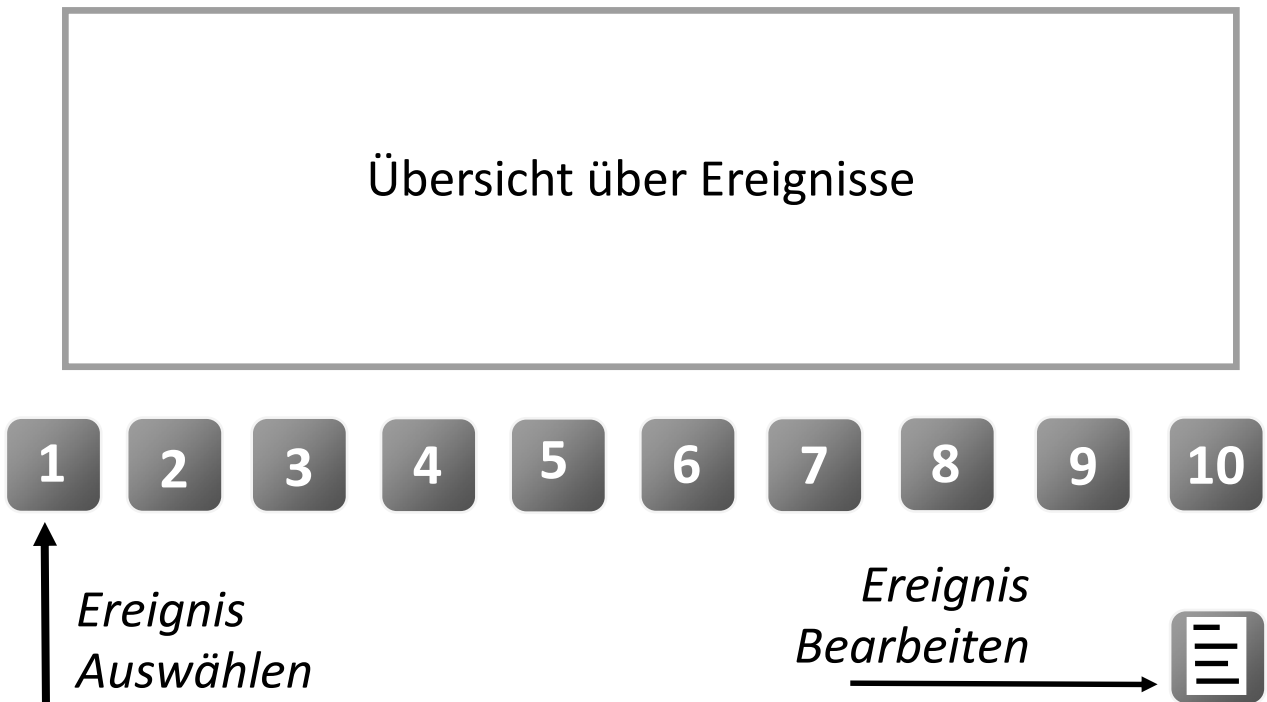 Übersicht über Ereignisse
1 2 3 4 5 6 7 8 9 10
Ereignis
Auswählen
Ereignis
Bearbeiten